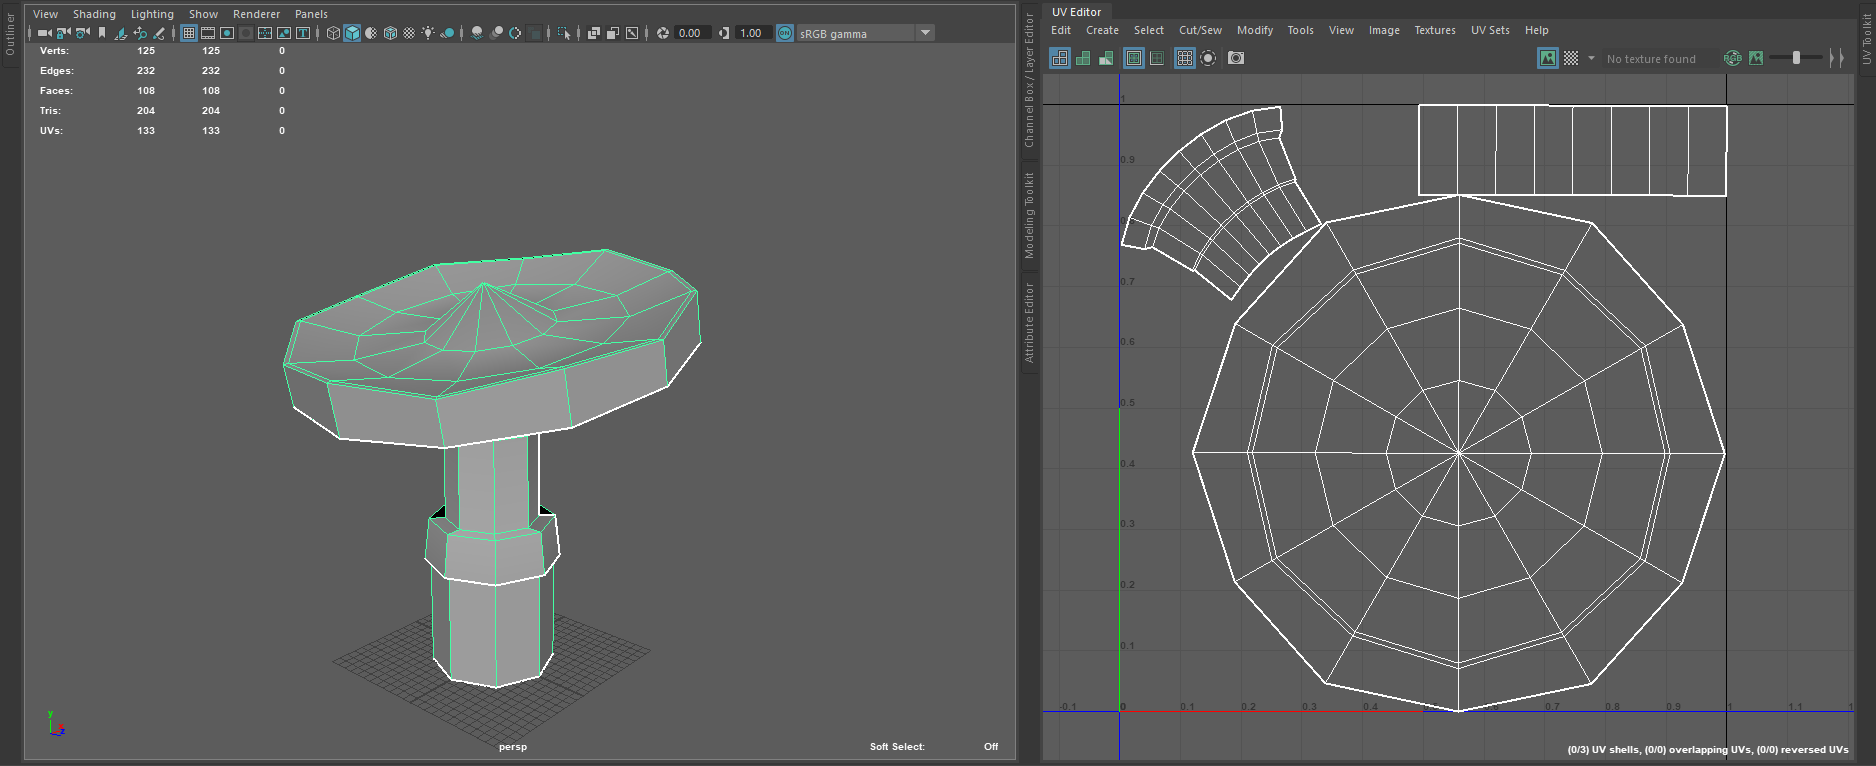 Outliner
View Shading Lighting Show Renderer Panels
0.00 1.00 ON sRGB gamma
Verts: 125 125 0
Edges: 232 232 0
Faces: 108 108 0
Tris: 204 204 0
UVs: 133 133 0
y
x
z
persp
Soft Select: Off
Channel Box / Layer Editor
Modeling Toolkit
Attribute Editor
UV Editor
Edit Create Select Cut/Sew Modify Tools View Image Textures UV Sets Help
No texture found RGB
1
0.9
0.7
0.6
0.5
0.4
0.3
0.2
0.1
-0.1 0 0.1 0.2 0.3 0.4 0.7 0.8 0.9 1 1.1 1
(0/3) UV shells, (0/0) overlapping UVs, (0/0) reversed UVs
UV Toolkit